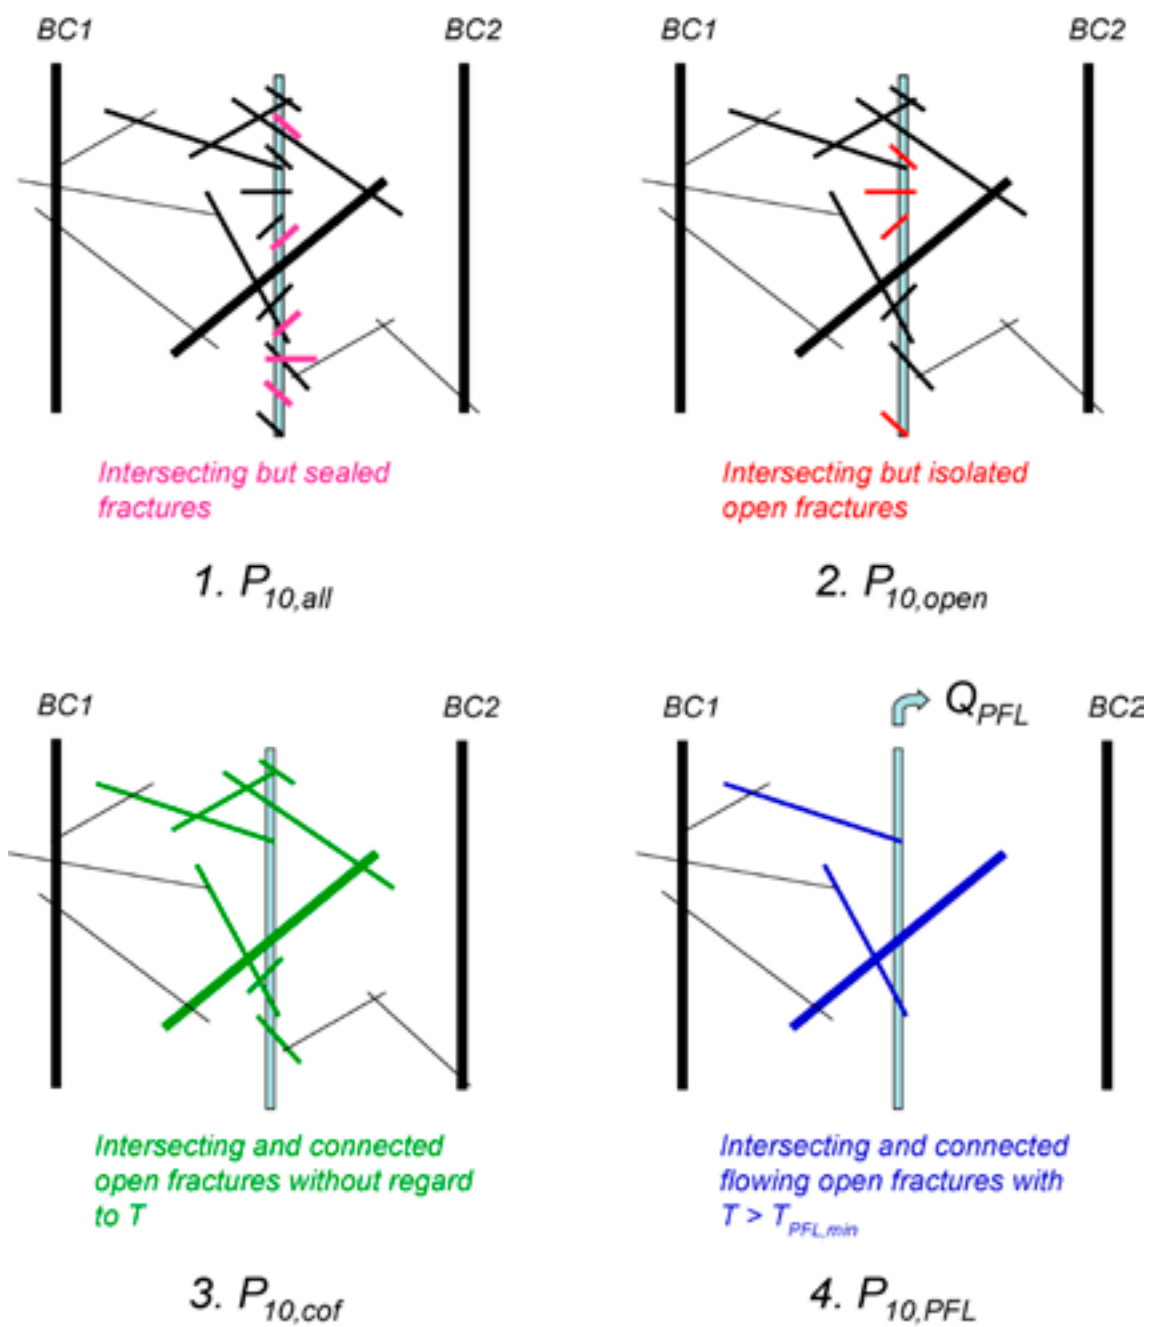 BC1 BC2
Intersecting but sealed
fractures
1. P10,all
BC1 BC2
Intersecting but isolated
open fractures
2. P10,open
BC1 BC2
Intersecting and connected
open fractures without regard
to T
3. P10,cof
QPFL
BC1 BC2
Intersecting and connected
flowing open fractures with
T > TPFL,min
4. P10,PFL